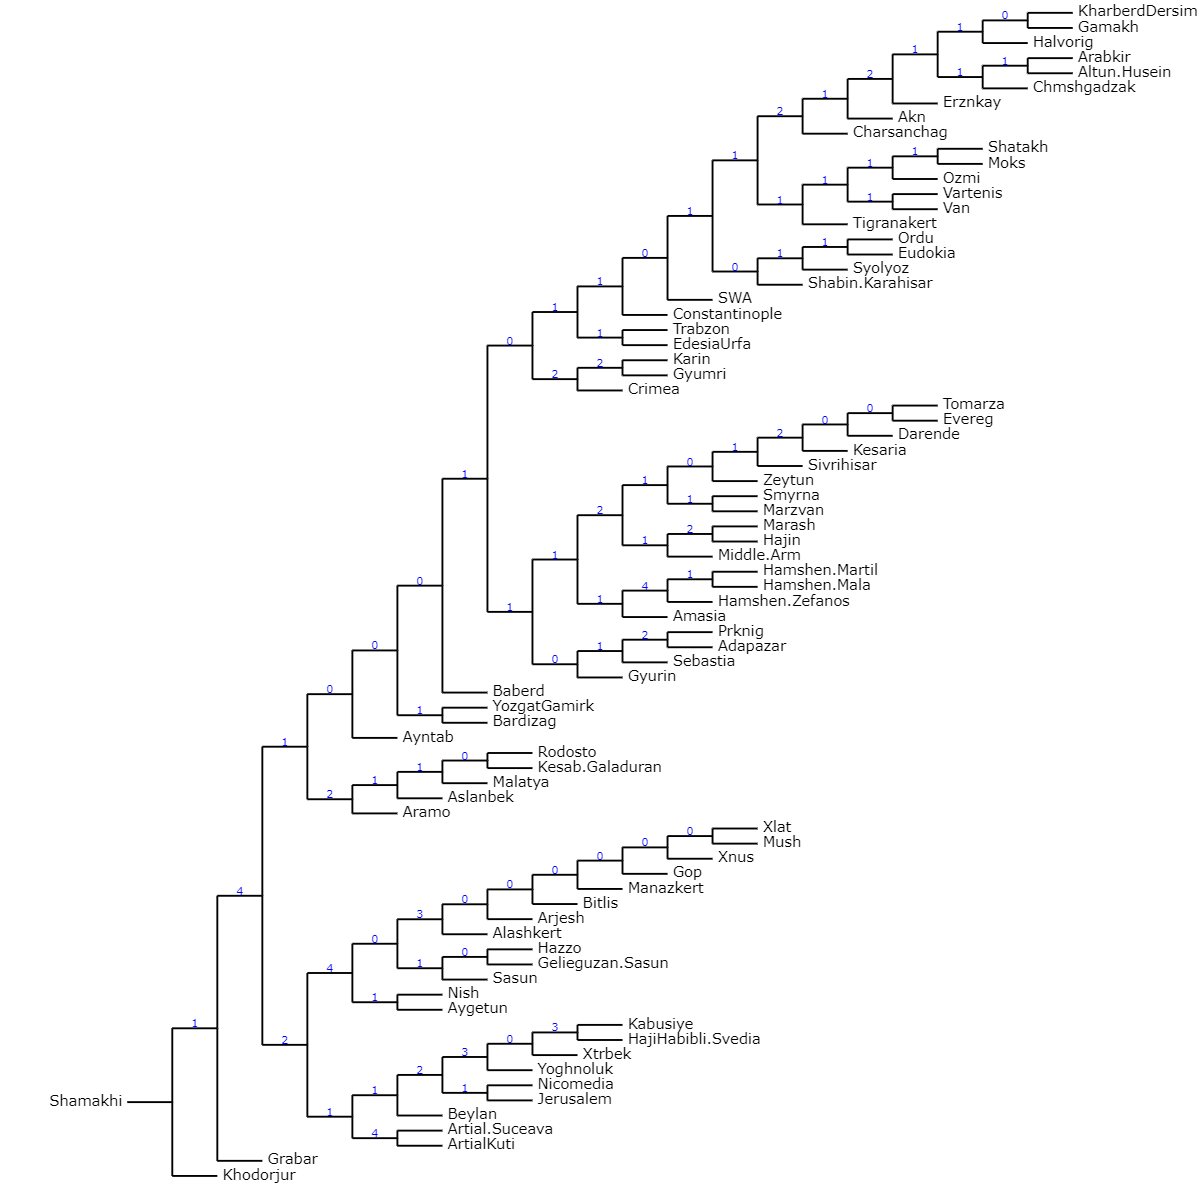 KharberdDersim
0
Gamakh
1
Halvorig
1
Arabkir
1
Altun.Husein
1
2
Chmshgadzak
1
Erznkay
2
Akn
Charsanchag
Shatakh
1
1
Moks
1
Ozmi
1
Vartenis
1
1
Van
1
Tigranakert
Ordu
1
Eudokia
1
0
Syolyoz
0
Shabin.Karahisar
1
SWA
1
Constantinople
Trabzon
1
0
EdesiaUrfa
Karin
2
Gyumri
2
Crimea
Tomarza
0
Evereg
0
Darende
2
Kesaria
1
Sivrihisar
0
1
Zeytun
1
Smyrna
1
Marzvan
2
Marash
2
Hajin
1
Middle.Arm
1
Hamshen.Martil
1
0
Hamshen.Mala
4
1
1
Hamshen.Zefanos
Amasia
Prknig
2
Adapazar
0
1
Sebastia
0
Gyurin
0
Baberd
YozgatGamirk
1
Bardizag
1
Ayntab
Rodosto
0
Kesab.Galaduran
1
Malatya
1
2
Aslanbek
Aramo
Xlat
0
Mush
0
Xnus
0
Gop
0
Manazkert
4
0
Bitlis
0
3
Arjesh
Alashkert
0
Hazzo
0
Gelieguzan.Sasun
1
4
Sasun
Nish
1
Aygetun
1
Kabusiye
3
HajiHabibli.Svedia
2
0
Xtrbek
3
Yoghnoluk
2
Nicomedia
1
1
Jerusalem
Shamakhi
1
Beylan
Artial.Suceava
4
ArtialKuti
Grabar
Khodorjur